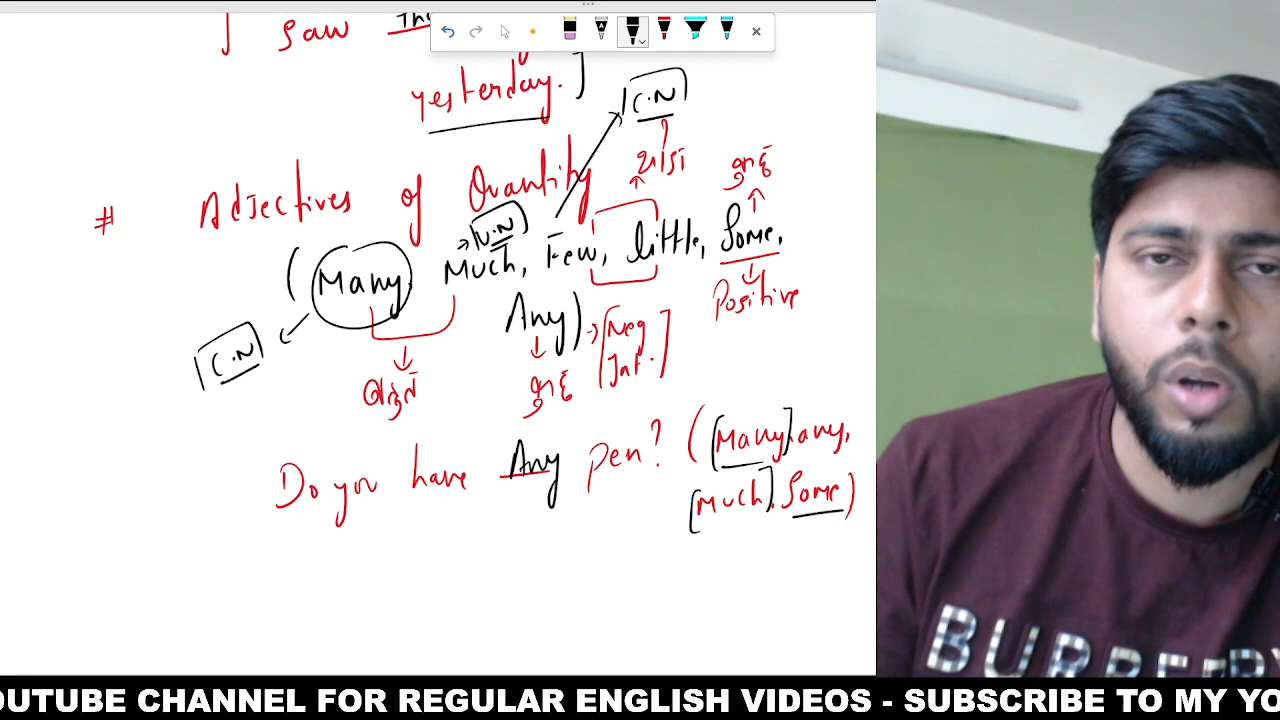 I saw Tho
yesterday.]
C.N
# Adjectives of Quantity
U.N
(Many, Much, Few, little, Some,
Any)
Positive
[Neg
Int.]
C.N
Do you have Any pen? ([Many], any,
[Much], Some)
BURBERRY
OUTUBE CHANNEL FOR REGULAR ENGLISH VIDEOS - SUBSCRIBE TO MY YO